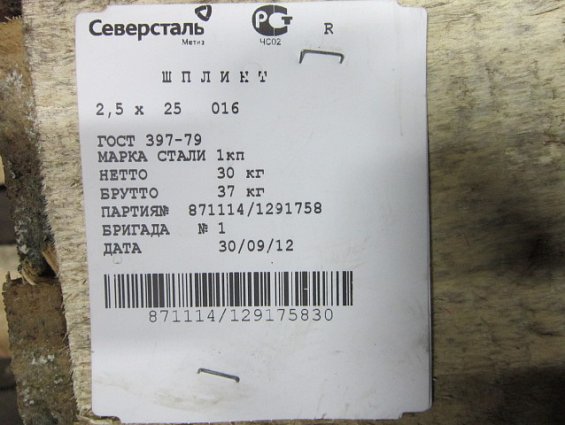 Северсталь
Метиз
РСТ
ЧС02
R
ШПЛИНТ
2,5 x 25 016
ГОСТ 397-79
МАРКА СТАЛИ 1кп
НЕТТО 30 кг
БРУТТО 37 кг
ПАРТИЯ№ 871114/1291758
БРИГАДА № 1
ДАТА 30/09/12
871114/129175830